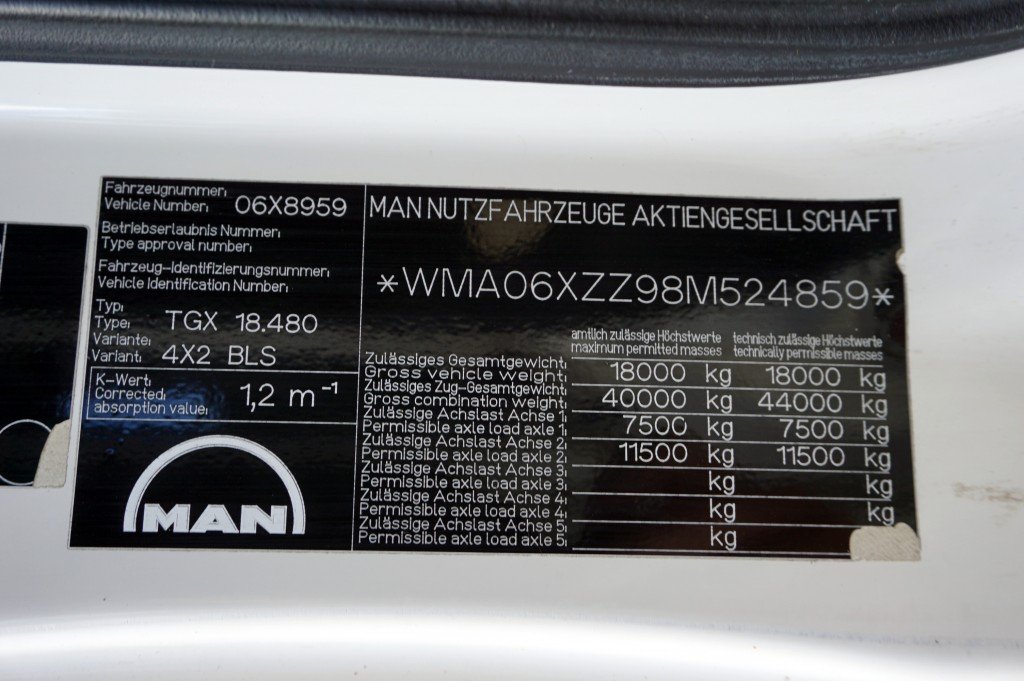 Fahrzeugnummer:
Vehicle Number: 06X8959
Betriebserlaubnis Nummer:
Type approval number:
Fahrzeug-Identifizierungsnummer:
Vehicle Identification Number:
Typ:
Type: TGX 18.480
Variante:
Variant: 4X2 BLS
K-Wert:
Corrected
absorption value: 1,2 m⁻¹
MAN
MAN NUTZFAHRZEUGE AKTIENGESELLSCHAFT
*WMA06XZZ98M524859*
amtlich zulässige Höchstwerte technisch zulässige Höchstwerte
maximum permitted masses technically permissible masses
Zulässiges Gesamtgewicht:
Gross vehicle weight: 18000 kg 18000 kg
Zulässiges Zug-Gesamtgewicht:
Gross combination weight: 40000 kg 44000 kg
Zulässige Achslast Achse 1:
Permissible axle load axle 1: 7500 kg 7500 kg
Zulässige Achslast Achse 2:
Permissible axle load axle 2: 11500 kg 11500 kg
Zulässige Achslast Achse 3:
Permissible axle load axle 3: kg kg
Zulässige Achslast Achse 4:
Permissible axle load axle 4: kg kg
Zulässige Achslast Achse 5:
Permissible axle load axle 5: kg